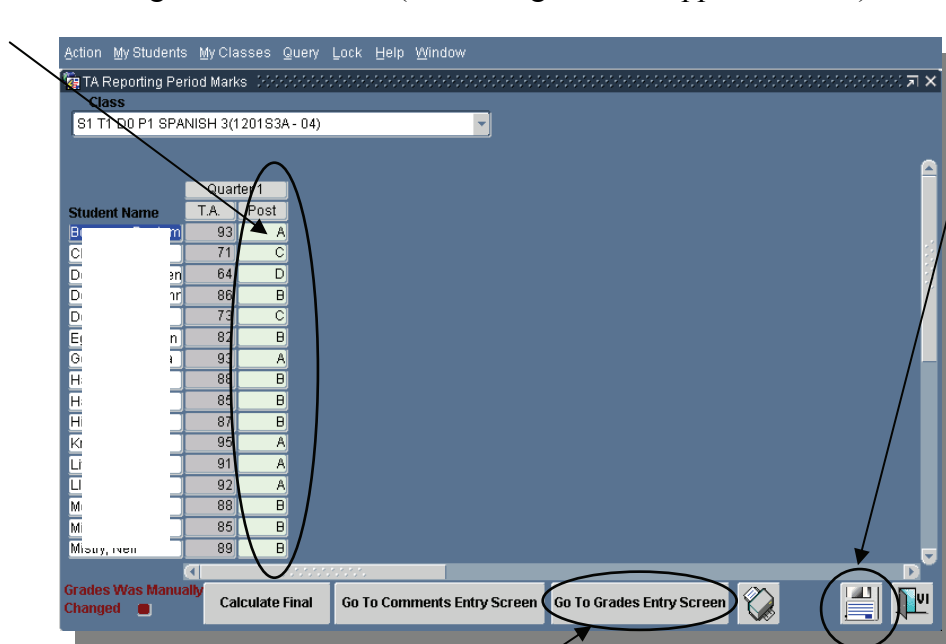 Action My Students My Classes Query Lock Help Window
TA Reporting Period Marks
Class
S1 T1 D0 P1 SPANISH 3(1201S3A - 04)
Quarter 1
Student Name T.A. Post
93 A
71 C
64 D
86 B
73 C
82 B
93 A
88 B
85 B
87 B
95 A
91 A
92 A
88 B
85 B
89 B
Grades Was Manually
Changed
Calculate Final Go To Comments Entry Screen Go To Grades Entry Screen
VI